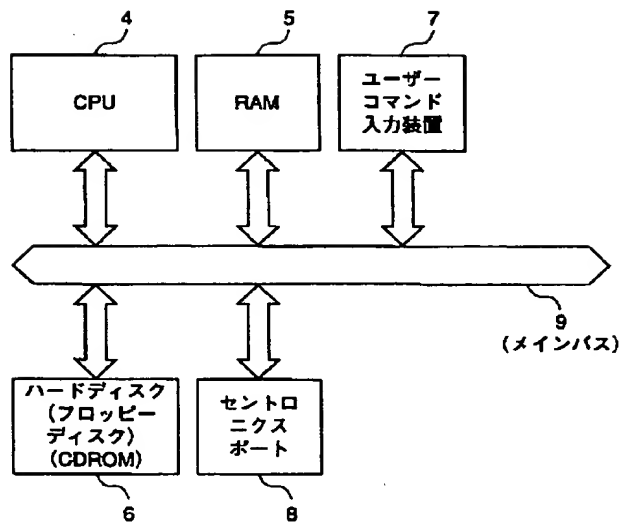 4
5
7
CPU
RAM
ユーザー
コマンド
入力装置
9
(メインバス)
ハードディスク
(フロッピー
ディスク)
(CDROM)
セントロ
ニクス
ポート
6
8